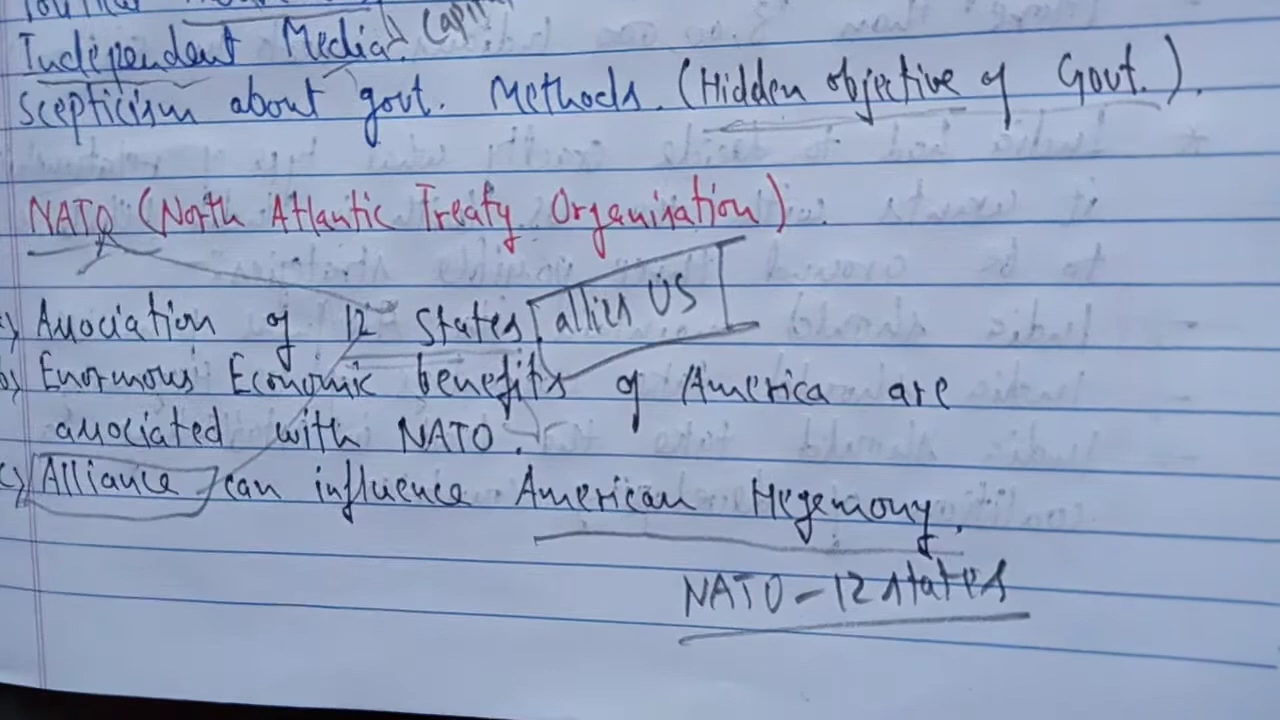 Independent Media.
Scepticism about govt. Methods. (Hidden objective of Govt.).
NATO (North Atlantic Treaty Organisation).
Association of 12 States allies US
b) Enormous Economic benefits of America are
associated with NATO.
c) Alliance can influence American Hegemony.
NATO - 12 states